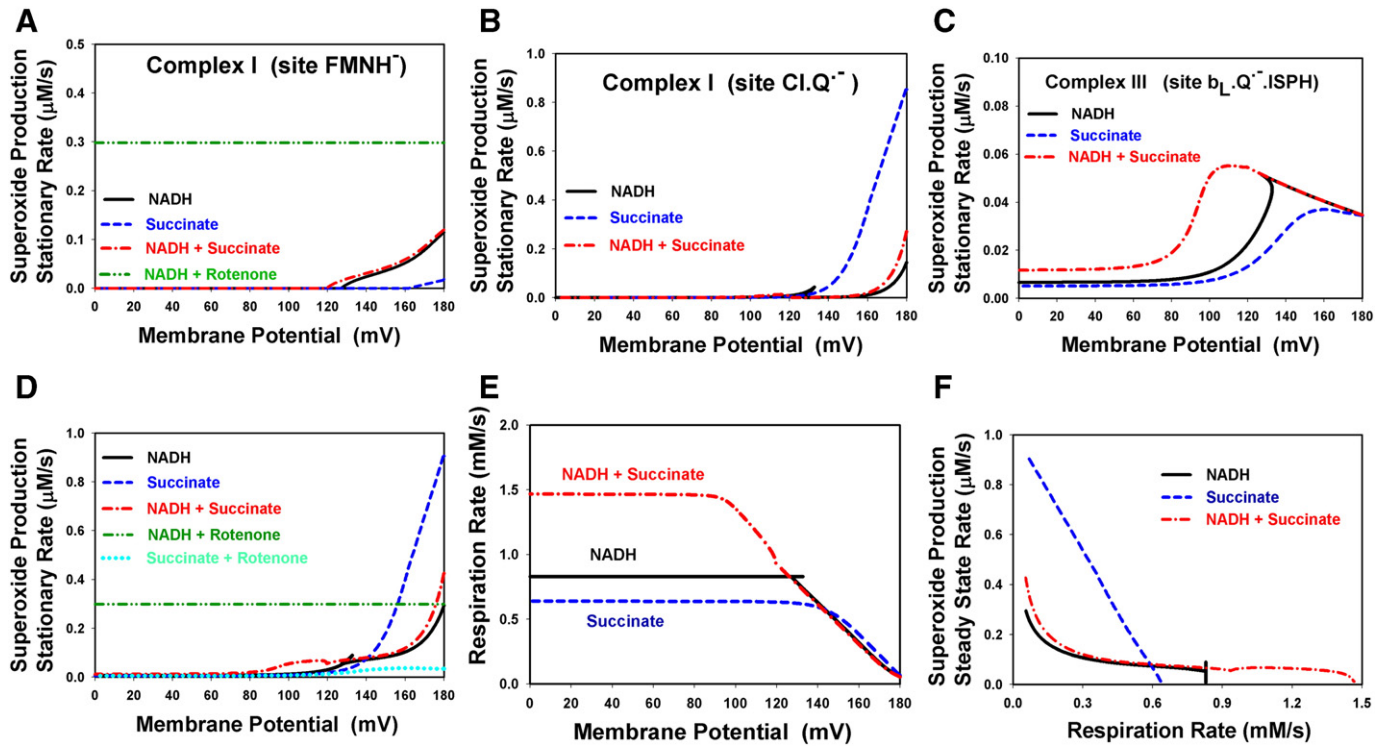 A
Superoxide Production
Stationary Rate (µM/s)
0.5
0.4
0.3
0.2
0.1
0.0
Complex I (site FMNH⁻)
NADH
Succinate
NADH + Succinate
NADH + Rotenone
0 20 40 60 80 100 120 140 160 180
Membrane Potential (mV)
B
Superoxide Production
Stationary Rate (µM/s)
1.0
0.8
0.6
0.4
0.2
0.0
Complex I (site CI.Q·⁻)
NADH
Succinate
NADH + Succinate
0 20 40 60 80 100 120 140 160 180
Membrane Potential (mV)
C
Superoxide Production
Stationary Rate (µM/s)
0.10
0.08
0.06
0.04
0.02
0.00
Complex III (site b_L.Q·⁻.ISPH)
NADH
Succinate
NADH + Succinate
0 20 40 60 80 100 120 140 160 180
Membrane Potential (mV)
D
Superoxide Production
Stationary Rate (µM/s)
1.0
0.8
0.6
0.4
0.2
0.0
NADH
Succinate
NADH + Succinate
NADH + Rotenone
Succinate + Rotenone
0 20 40 60 80 100 120 140 160 180
Membrane Potential (mV)
E
Respiration Rate (mM/s)
2.0
1.5
1.0
0.5
0.0
NADH + Succinate
NADH
Succinate
0 20 40 60 80 100 120 140 160 180
Membrane Potential (mV)
F
Superoxide Production
Steady State Rate (µM/s)
1.0
0.8
0.6
0.4
0.2
0.0
NADH
Succinate
NADH + Succinate
0.0 0.3 0.6 0.9 1.2 1.5
Respiration Rate (mM/s)